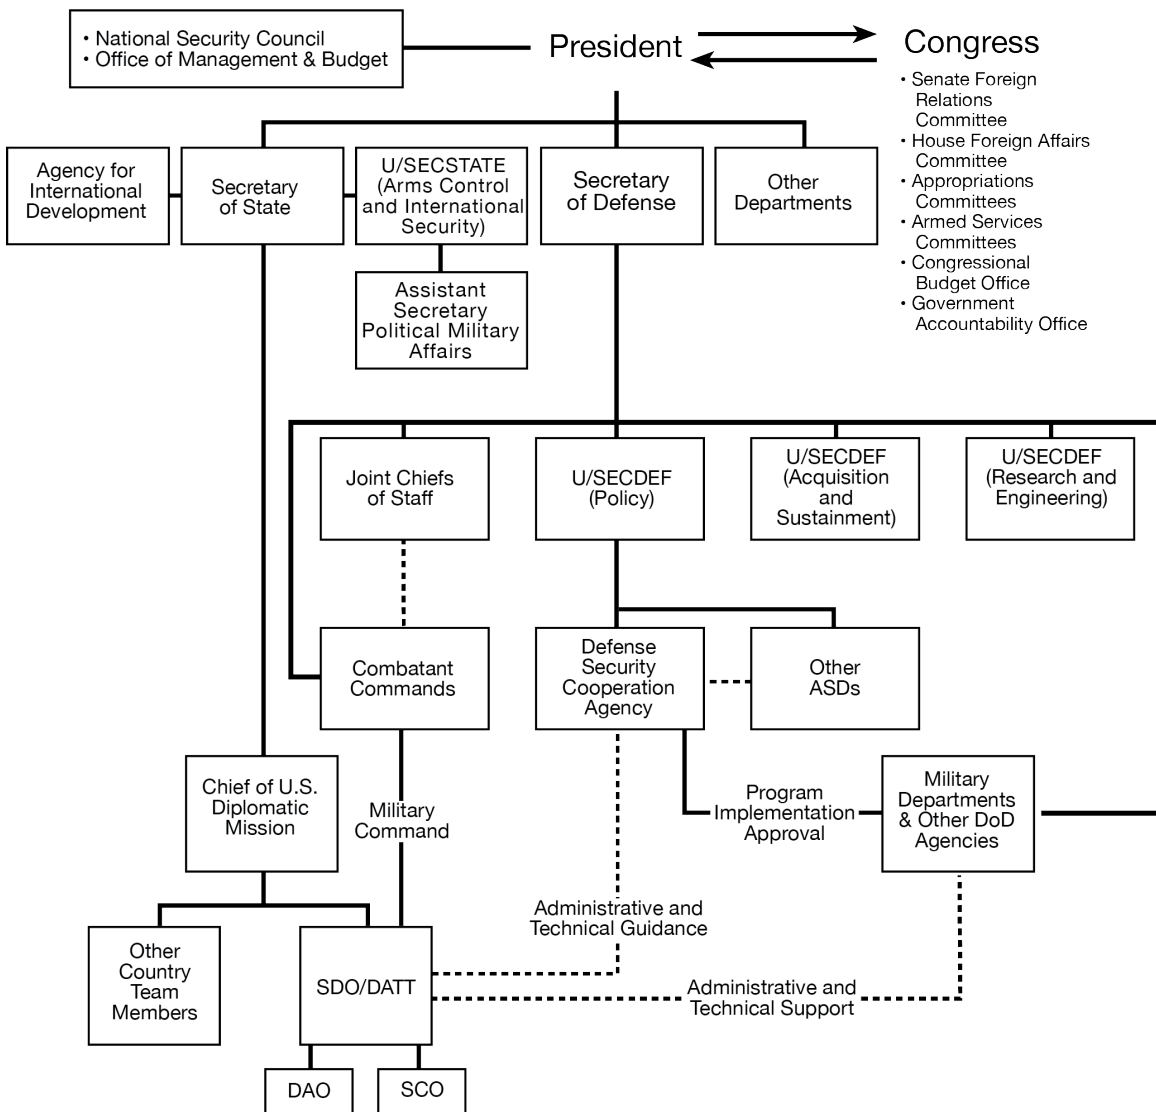 • National Security Council
• Office of Management & Budget
President
Congress
• Senate Foreign
Relations
Committee
• House Foreign Affairs
Committee
• Appropriations
Committees
• Armed Services
Committees
• Congressional
Budget Office
• Government
Accountability Office
Agency for
International
Development
Secretary
of State
U/SECSTATE
(Arms Control
and International
Security)
Secretary
of Defense
Other
Departments
Assistant
Secretary
Political Military
Affairs
Joint Chiefs
of Staff
U/SECDEF
(Policy)
U/SECDEF
(Acquisition
and
Sustainment)
U/SECDEF
(Research and
Engineering)
Combatant
Commands
Defense
Security
Cooperation
Agency
Other
ASDs
Chief of U.S.
Diplomatic
Mission
Military
Command
Program
Implementation
Approval
Military
Departments
& Other DoD
Agencies
Administrative and
Technical Guidance
Other
Country
Team
Members
SDO/DATT
Administrative and
Technical Support
DAO
SCO